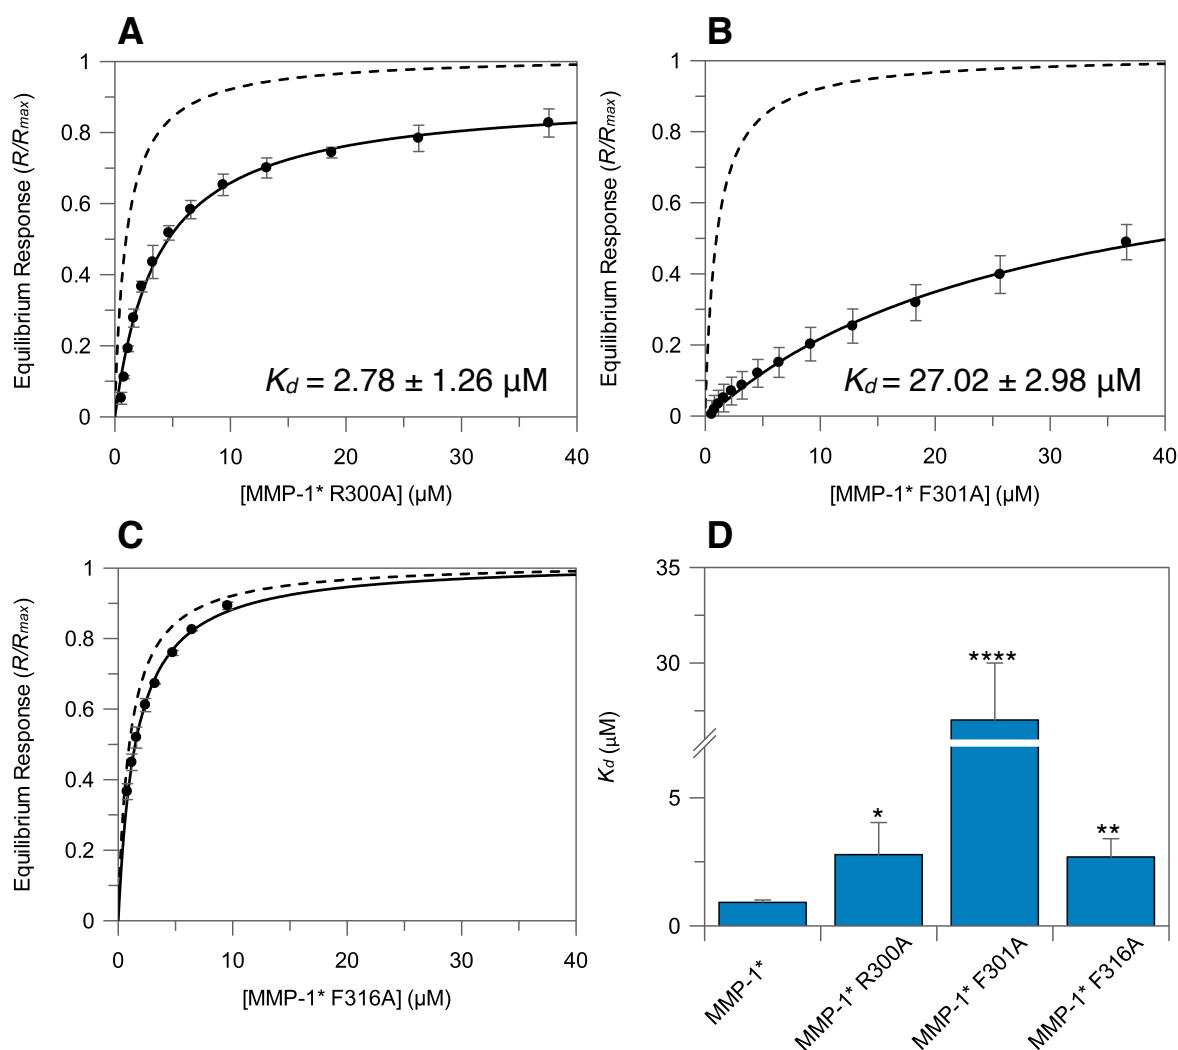 A
1
0.8
0.6
0.4
0.2
0
0
10
20
30
40
Equilibrium Response (R/Rmax)
Kd = 2.78 ± 1.26 µM
[MMP-1* R300A] (µM)
B
1
0.8
0.6
0.4
0.2
0
0
10
20
30
40
Equilibrium Response (R/Rmax)
Kd = 27.02 ± 2.98 µM
[MMP-1* F301A] (µM)
C
1
0.8
0.6
0.4
0.2
0
0
10
20
30
40
Equilibrium Response (R/Rmax)
[MMP-1* F316A] (µM)
D
35
30
5
0
Kd (µM)
*
****
**
MMP-1*
MMP-1* R300A
MMP-1* F301A
MMP-1* F316A